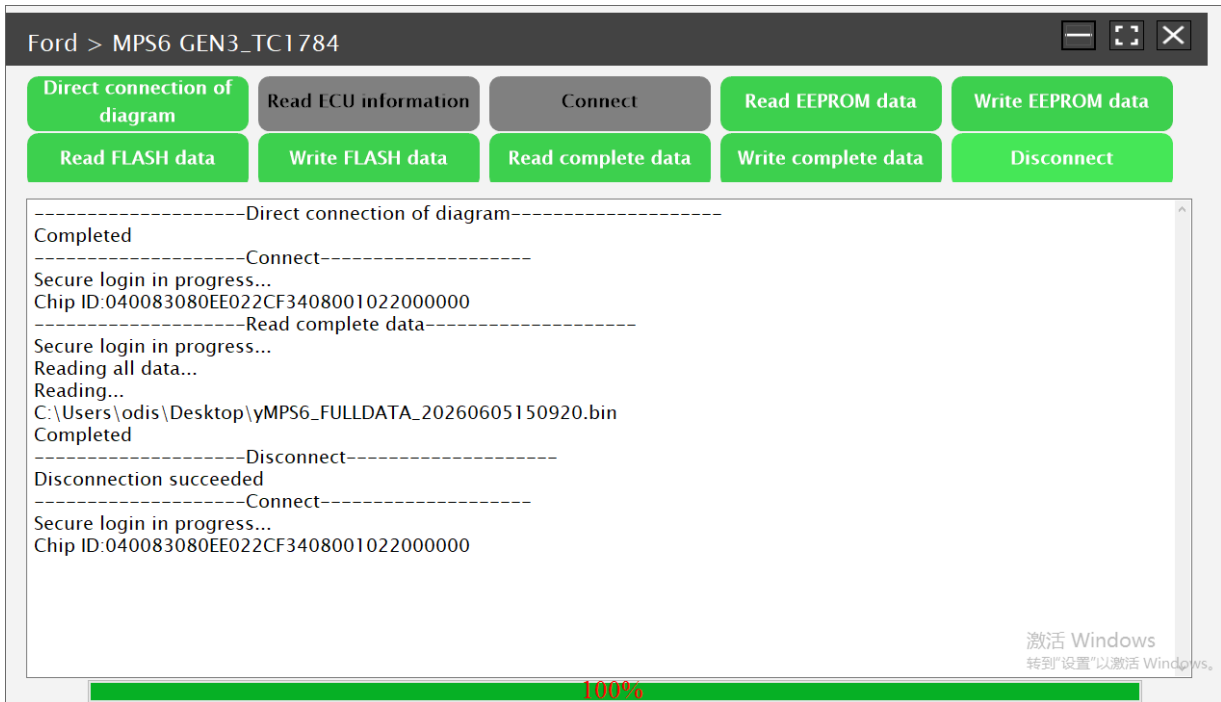 Ford > MPS6 GEN3_TC1784
Direct connection of
diagram
Read ECU information
Connect
Read EEPROM data
Write EEPROM data
Read FLASH data
Write FLASH data
Read complete data
Write complete data
Disconnect
--------------------Direct connection of diagram--------------------
Completed
--------------------Connect--------------------
Secure login in progress...
Chip ID:040083080EE022CF3408001022000000
--------------------Read complete data--------------------
Secure login in progress...
Reading all data...
Reading...
C:\Users\odis\Desktop\yMPS6_FULLDATA_20260605150920.bin
Completed
--------------------Disconnect--------------------
Disconnection succeeded
--------------------Connect--------------------
Secure login in progress...
Chip ID:040083080EE022CF3408001022000000
激活 Windows
转到"设置"以激活 Windows。
100%